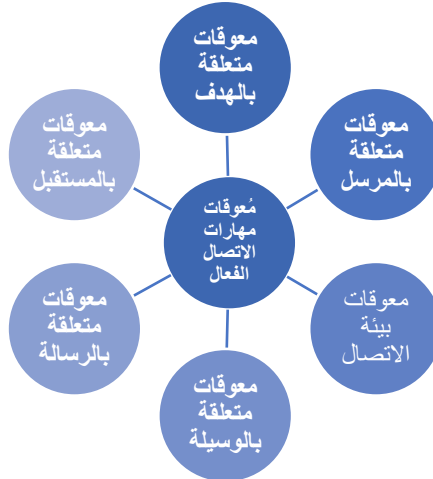 معوقات
متعلقة
بالهدف
معوقات
متعلقة
بالمرسل
معوقات
بيئة
الاتصال
معوقات
متعلقة
بالوسيلة
معوقات
متعلقة
بالرسالة
معوقات
متعلقة
بالمستقبل
مُعوقات
مهارات
الاتصال
الفعال